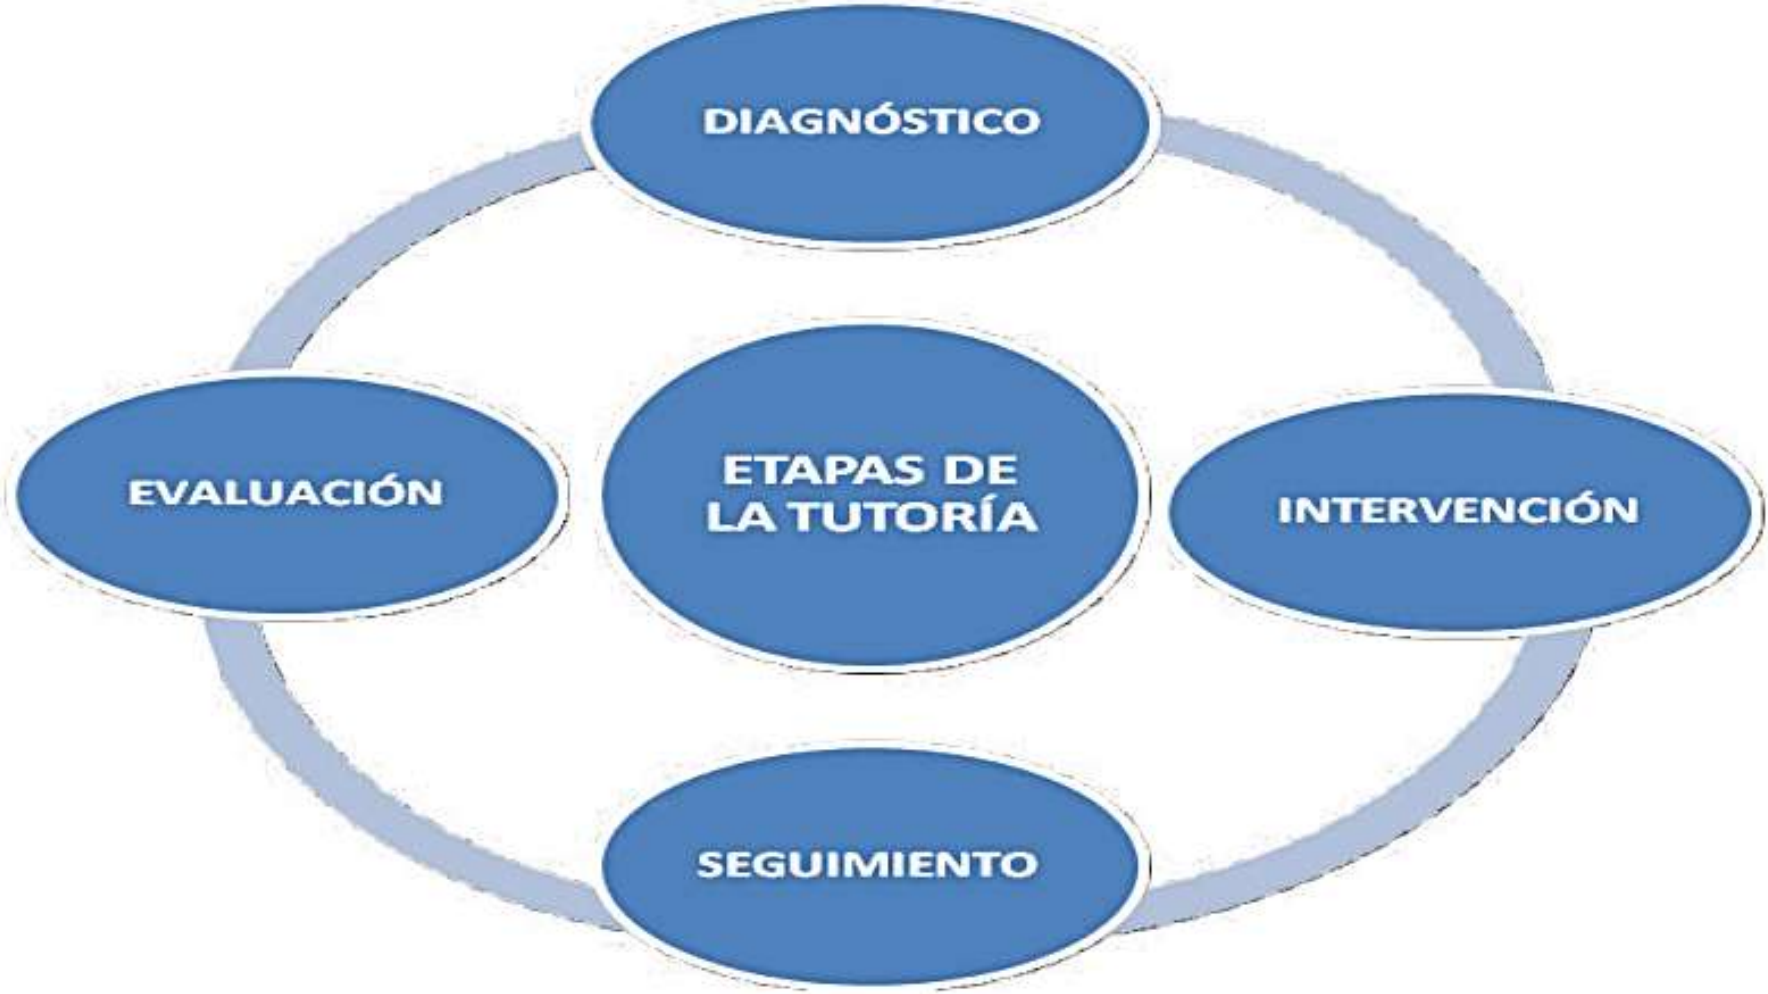 DIAGNÓSTICO
EVALUACIÓN
ETAPAS DE
LA TUTORÍA
INTERVENCIÓN
SEGUIMIENTO